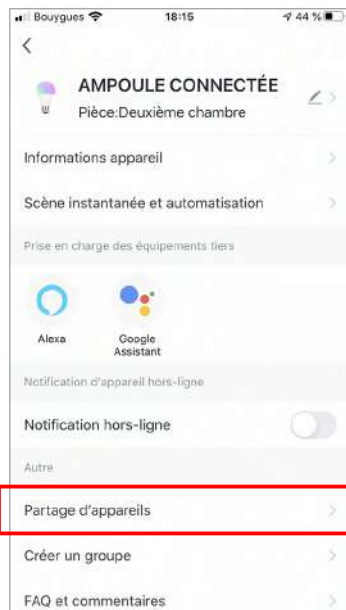 Bouygues 18:15 44 %
AMPOULE CONNECTÉE
Pièce:Deuxième chambre
Informations appareil
Scène instantanée et automatisation
Prise en charge des équipements tiers
Alexa
Google
Assistant
Notification d'appareil hors-ligne
Notification hors-ligne
Autre
Partage d'appareils
Créer un groupe
FAQ et commentaires